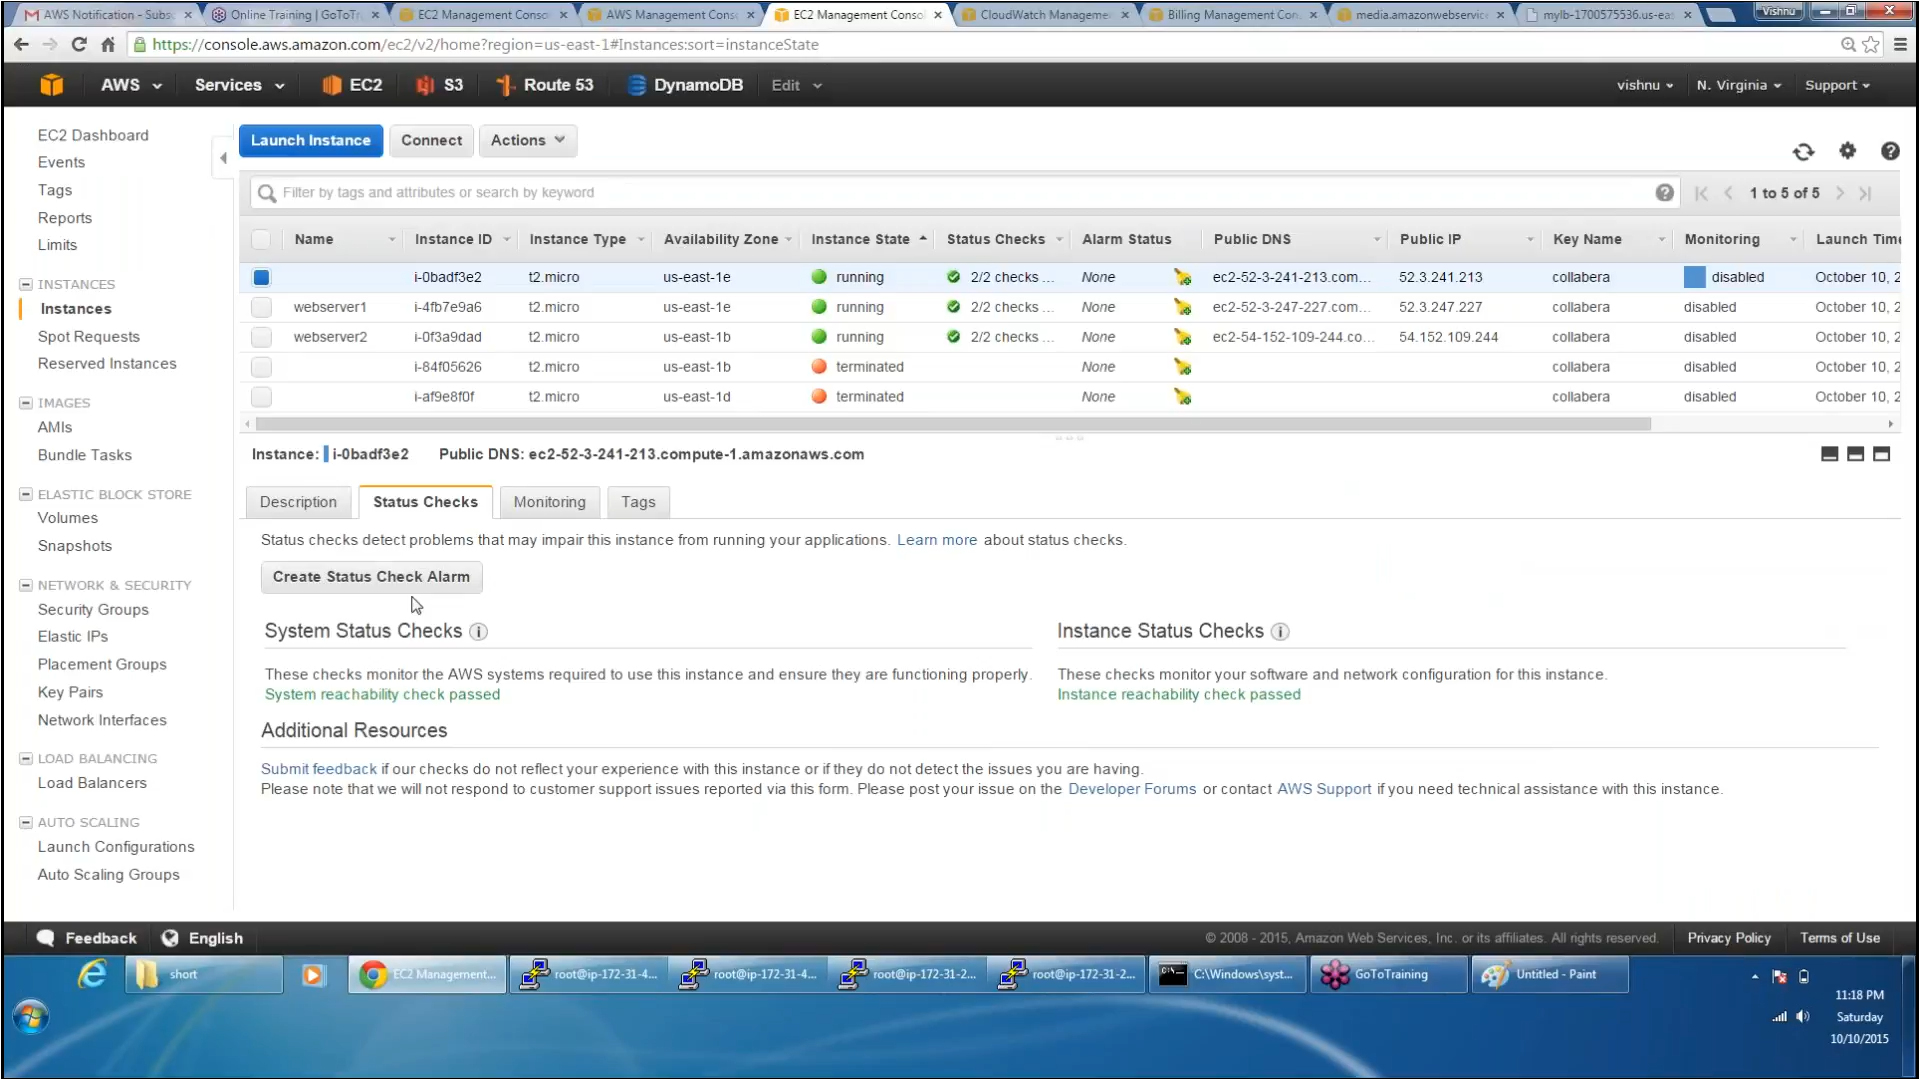 AWS Notification - Subsc
Online Training | GoToTr
EC2 Management Conso
AWS Management Conso
EC2 Management Conso
CloudWatch Manageme
Billing Management Con
media.amazonwebservice
mylb-1700575536.us-eas
Vishnu
https://console.aws.amazon.com/ec2/v2/home?region=us-east-1#Instances:sort=instanceState
AWS Services EC2 S3 Route 53 DynamoDB Edit vishnu N. Virginia Support
EC2 Dashboard
Events
Tags
Reports
Limits
INSTANCES
Instances
Spot Requests
Reserved Instances
IMAGES
AMIs
Bundle Tasks
ELASTIC BLOCK STORE
Volumes
Snapshots
NETWORK & SECURITY
Security Groups
Elastic IPs
Placement Groups
Key Pairs
Network Interfaces
LOAD BALANCING
Load Balancers
AUTO SCALING
Launch Configurations
Auto Scaling Groups
Launch Instance Connect Actions
Filter by tags and attributes or search by keyword 1 to 5 of 5
Name Instance ID Instance Type Availability Zone Instance State Status Checks Alarm Status Public DNS Public IP Key Name Monitoring Launch Time
i-0badf3e2 t2.micro us-east-1e running 2/2 checks ... None ec2-52-3-241-213.com... 52.3.241.213 collabera disabled October 10, 2
webserver1 i-4fb7e9a6 t2.micro us-east-1e running 2/2 checks ... None ec2-52-3-247-227.com... 52.3.247.227 collabera disabled October 10, 2
webserver2 i-0f3a9dad t2.micro us-east-1b running 2/2 checks ... None ec2-54-152-109-244.co... 54.152.109.244 collabera disabled October 10, 2
i-84f05626 t2.micro us-east-1b terminated None collabera disabled October 10, 2
i-af9e8f0f t2.micro us-east-1d terminated None collabera disabled October 10, 2
Instance: i-0badf3e2 Public DNS: ec2-52-3-241-213.compute-1.amazonaws.com
Description Status Checks Monitoring Tags
Status checks detect problems that may impair this instance from running your applications. Learn more about status checks.
Create Status Check Alarm
System Status Checks
These checks monitor the AWS systems required to use this instance and ensure they are functioning properly.
System reachability check passed
Instance Status Checks
These checks monitor your software and network configuration for this instance.
Instance reachability check passed
Additional Resources
Submit feedback if our checks do not reflect your experience with this instance or if they do not detect the issues you are having.
Please note that we will not respond to customer support issues reported via this form. Please post your issue on the Developer Forums or contact AWS Support if you need technical assistance with this instance.
Feedback English © 2008 - 2015, Amazon Web Services, Inc. or its affiliates. All rights reserved. Privacy Policy Terms of Use
short
EC2 Management...
root@ip-172-31-4...
root@ip-172-31-4...
root@ip-172-31-2...
root@ip-172-31-2...
C:\Windows\syst...
GoToTraining
Untitled - Paint
11:18 PM
Saturday
10/10/2015